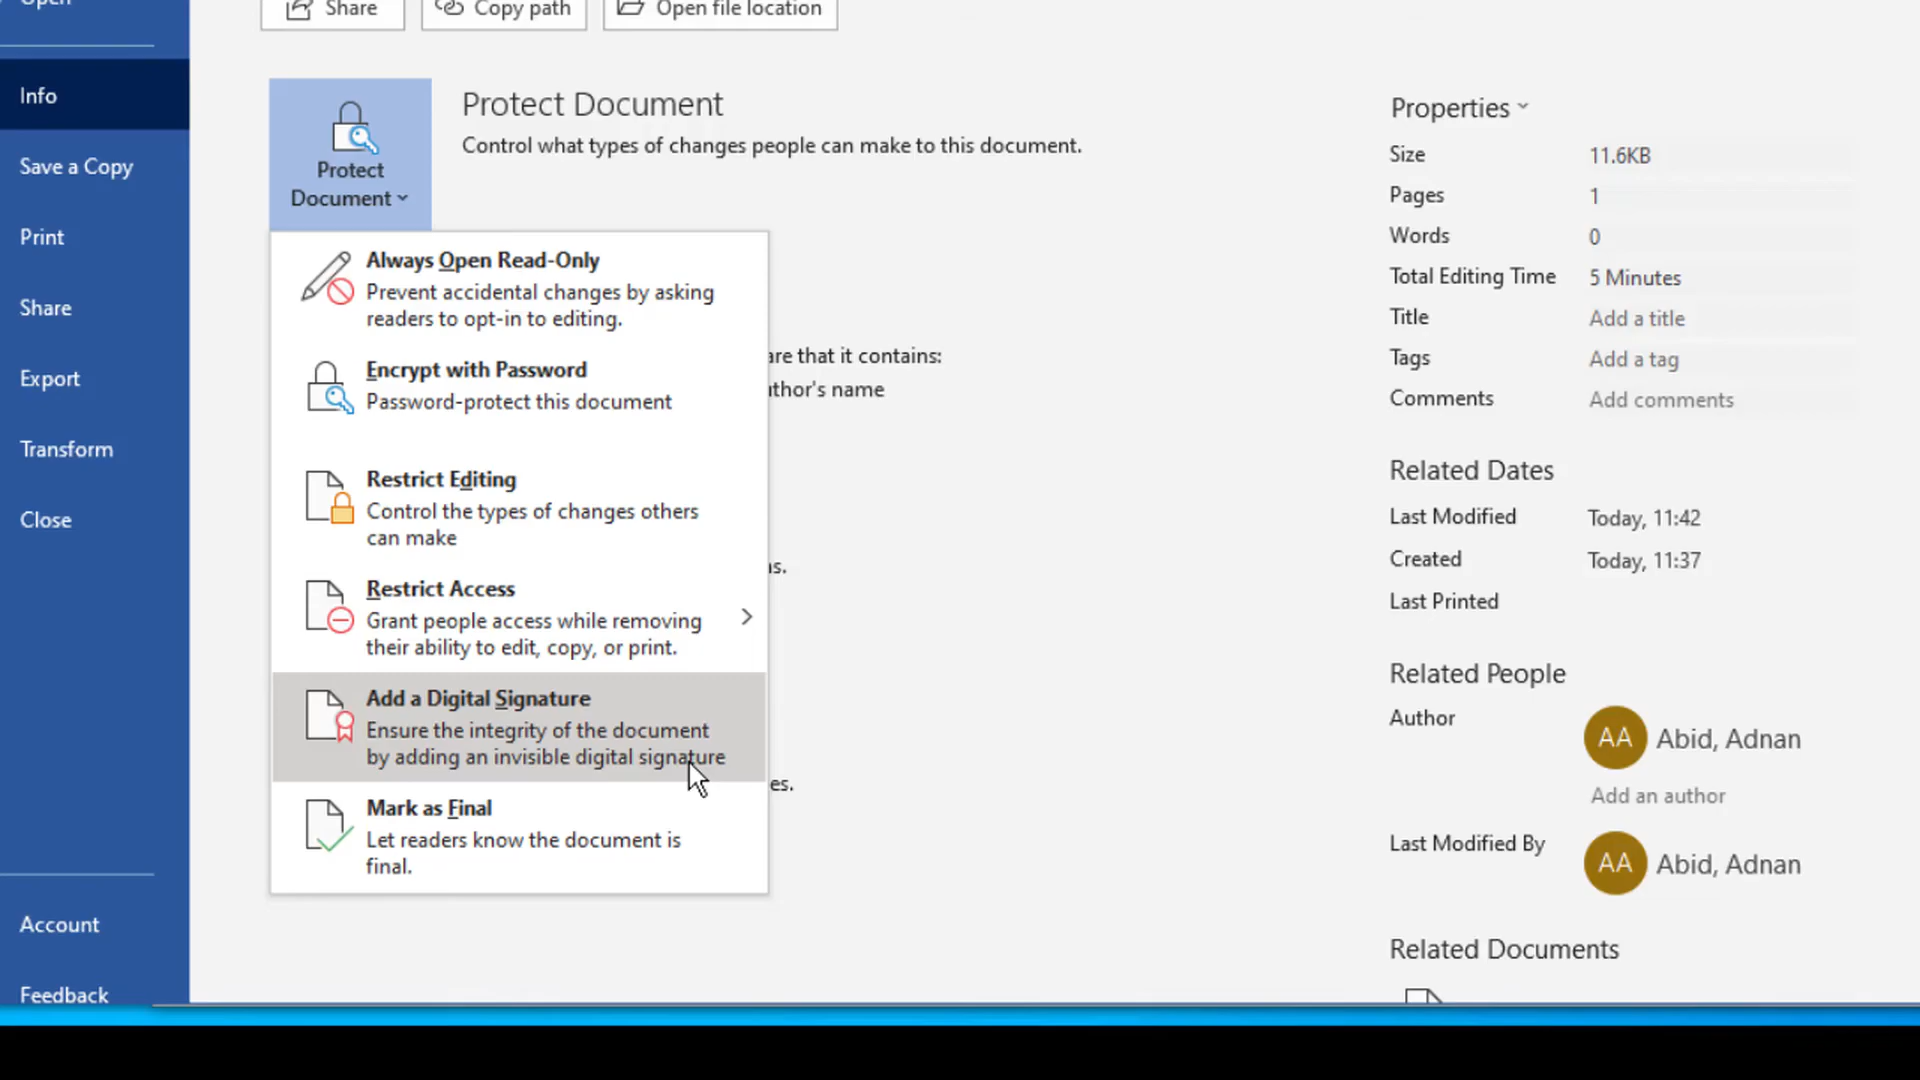 Open
Share
Copy path
Open file location
Info
Save a Copy
Print
Share
Export
Transform
Close
Account
Feedback
Protect
Document
Protect Document
Control what types of changes people can make to this document.
Always Open Read-Only
Prevent accidental changes by asking
readers to opt-in to editing.
Encrypt with Password
Password-protect this document
Restrict Editing
Control the types of changes others
can make
Restrict Access
Grant people access while removing
their ability to edit, copy, or print.
Add a Digital Signature
Ensure the integrity of the document
by adding an invisible digital signature
Mark as Final
Let readers know the document is
final.
are that it contains:
thor's name
ns.
es.
Properties
Size 11.6KB
Pages 1
Words 0
Total Editing Time 5 Minutes
Title Add a title
Tags Add a tag
Comments Add comments
Related Dates
Last Modified Today, 11:42
Created Today, 11:37
Last Printed
Related People
Author AA Abid, Adnan
Add an author
Last Modified By AA Abid, Adnan
Related Documents